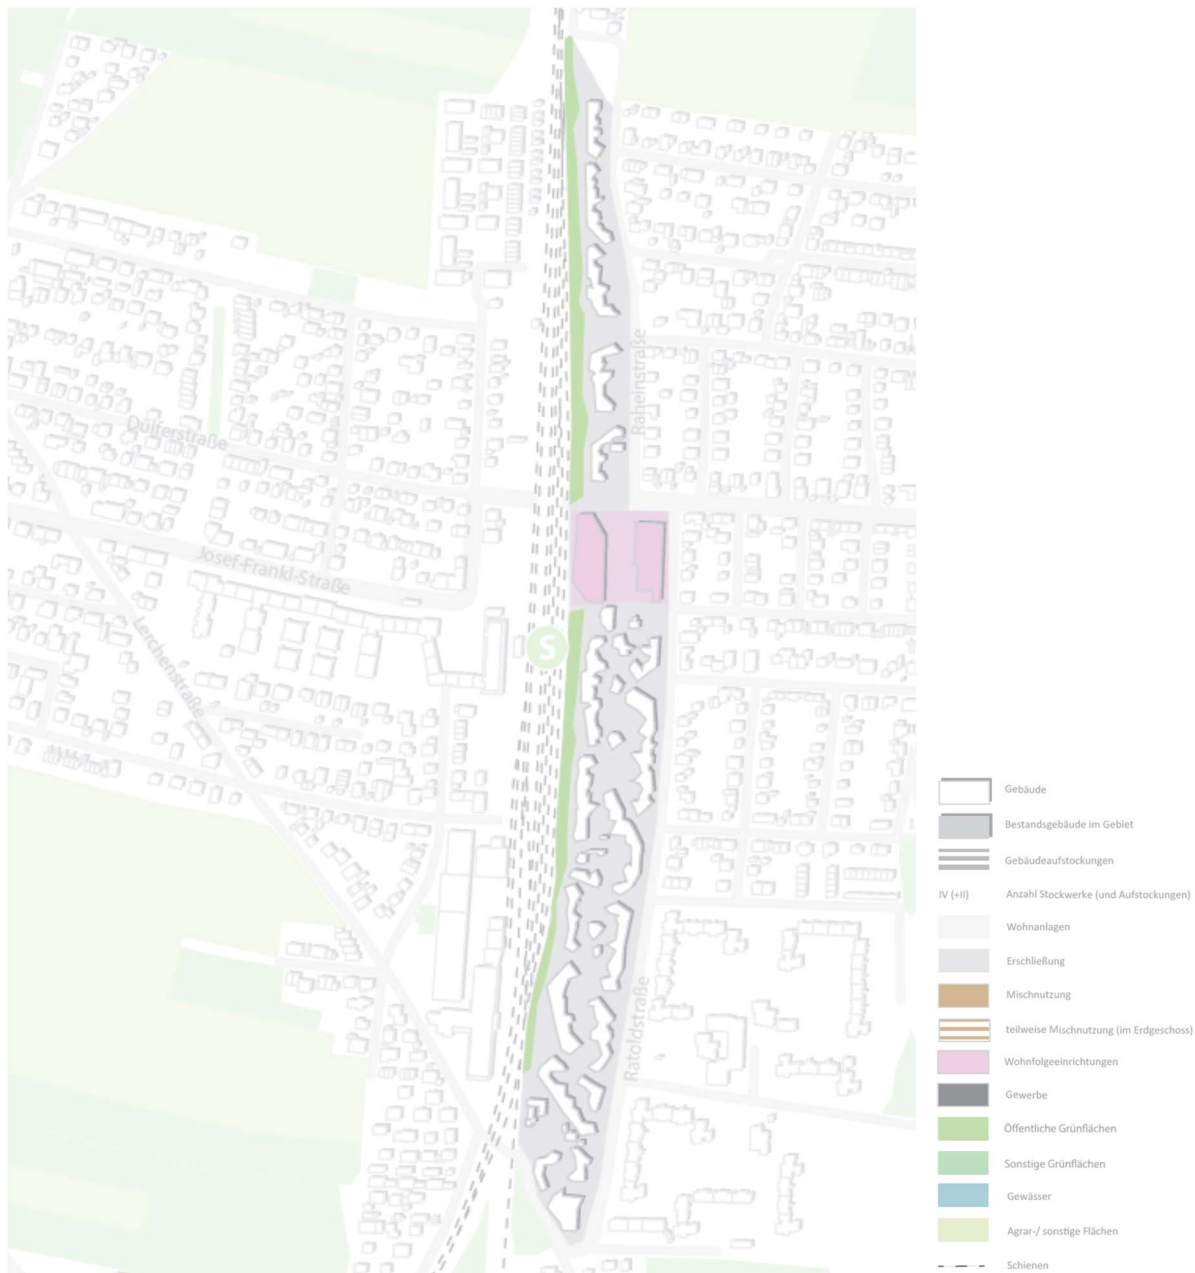 Raheinstraße
Dülferstraße
Josef-Frankl-Straße
Lerchenstraße
S
Ratoldstraße
Gebäude
Bestandsgebäude im Gebiet
Gebäudeaufstockungen
IV (+II) Anzahl Stockwerke (und Aufstockungen)
Wohnanlagen
Erschließung
Mischnutzung
teilweise Mischnutzung (im Erdgeschoss)
Wohnfolgeeinrichtungen
Gewerbe
Öffentliche Grünflächen
Sonstige Grünflächen
Gewässer
Agrar-/ sonstige Flächen
Schienen